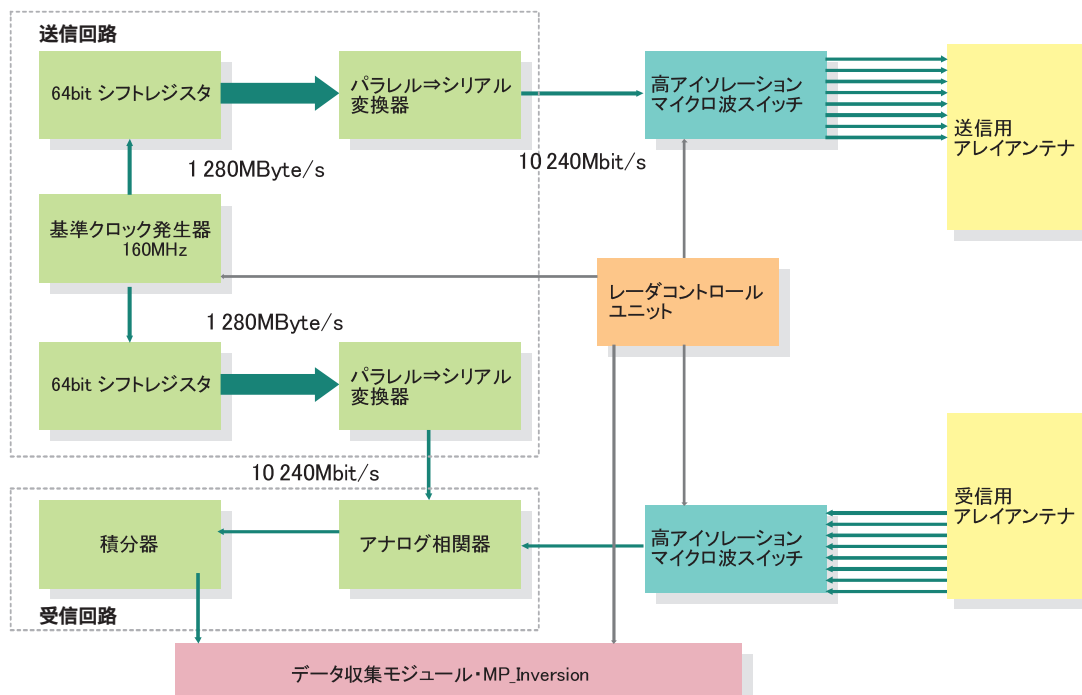 送信回路
64bit シフトレジスタ
パラレル⇒シリアル
変換器
高アイソレーション
マイクロ波スイッチ
送信用
アレイアンテナ
1 280MByte/s
10 240Mbit/s
基準クロック発生器
160MHz
レーダコントロール
ユニット
1 280MByte/s
64bit シフトレジスタ
パラレル⇒シリアル
変換器
10 240Mbit/s
積分器
アナログ相関器
高アイソレーション
マイクロ波スイッチ
受信用
アレイアンテナ
受信回路
データ収集モジュール・MP_Inversion